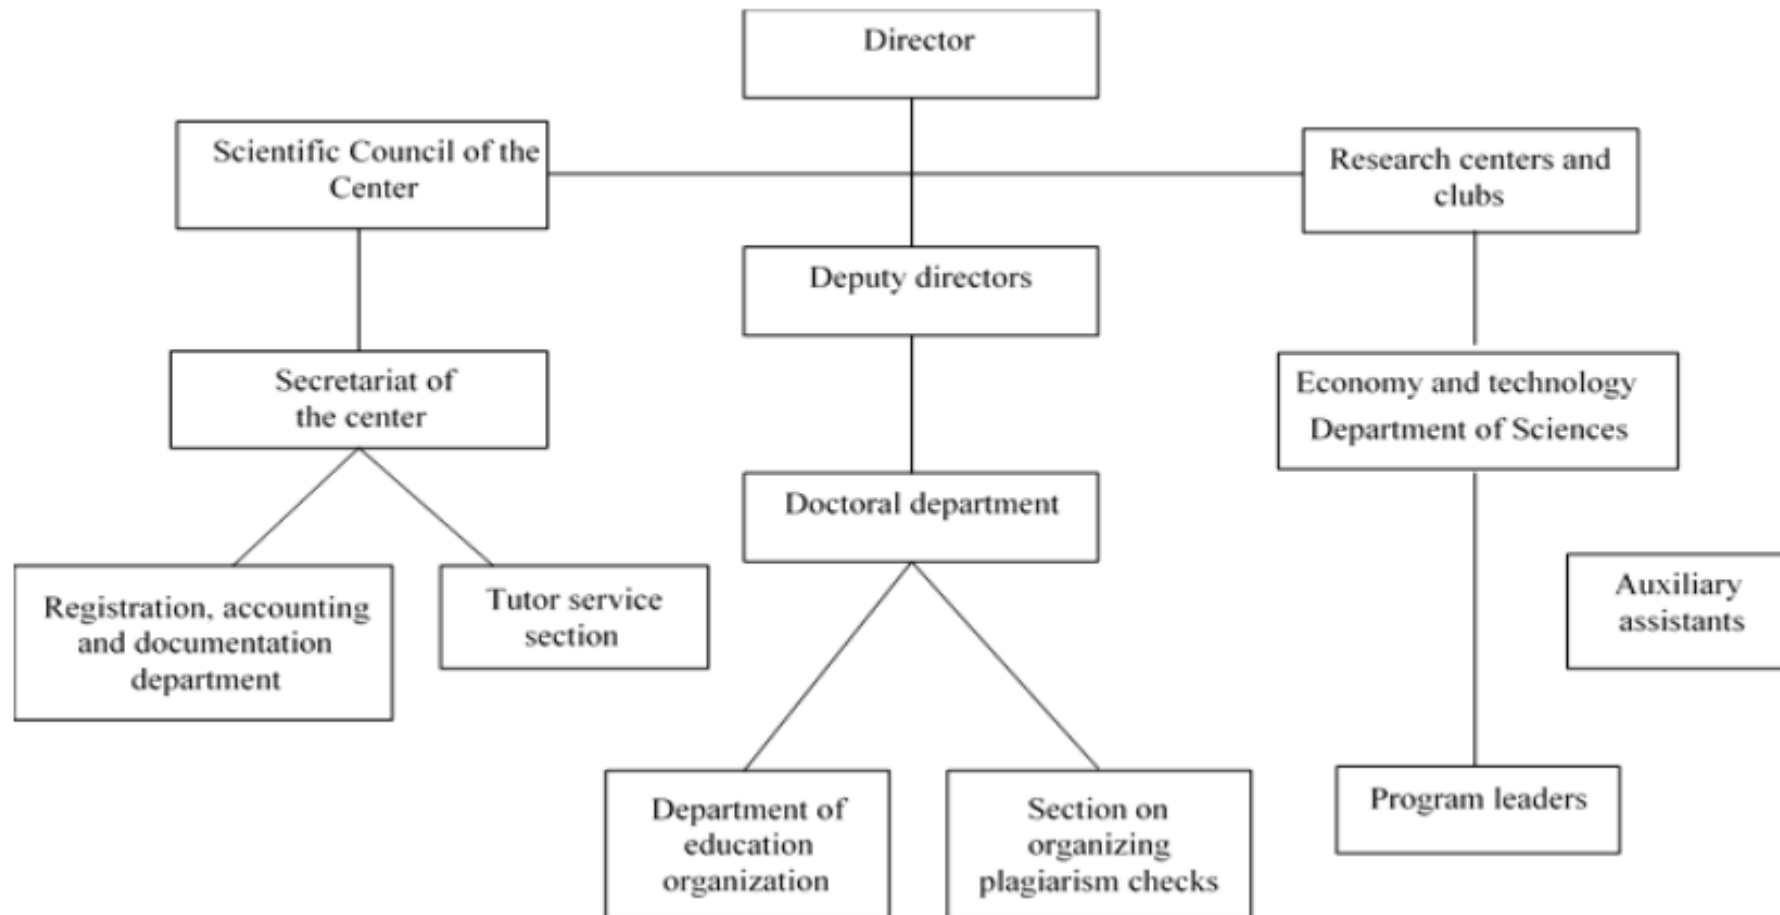 Director
Scientific Council of the
Center
Research centers and
clubs
Deputy directors
Secretariat of
the center
Economy and technology
Department of Sciences
Doctoral department
Registration, accounting
and documentation
department
Tutor service
section
Auxiliary
assistants
Department of
education
organization
Section on
organizing
plagiarism checks
Program leaders